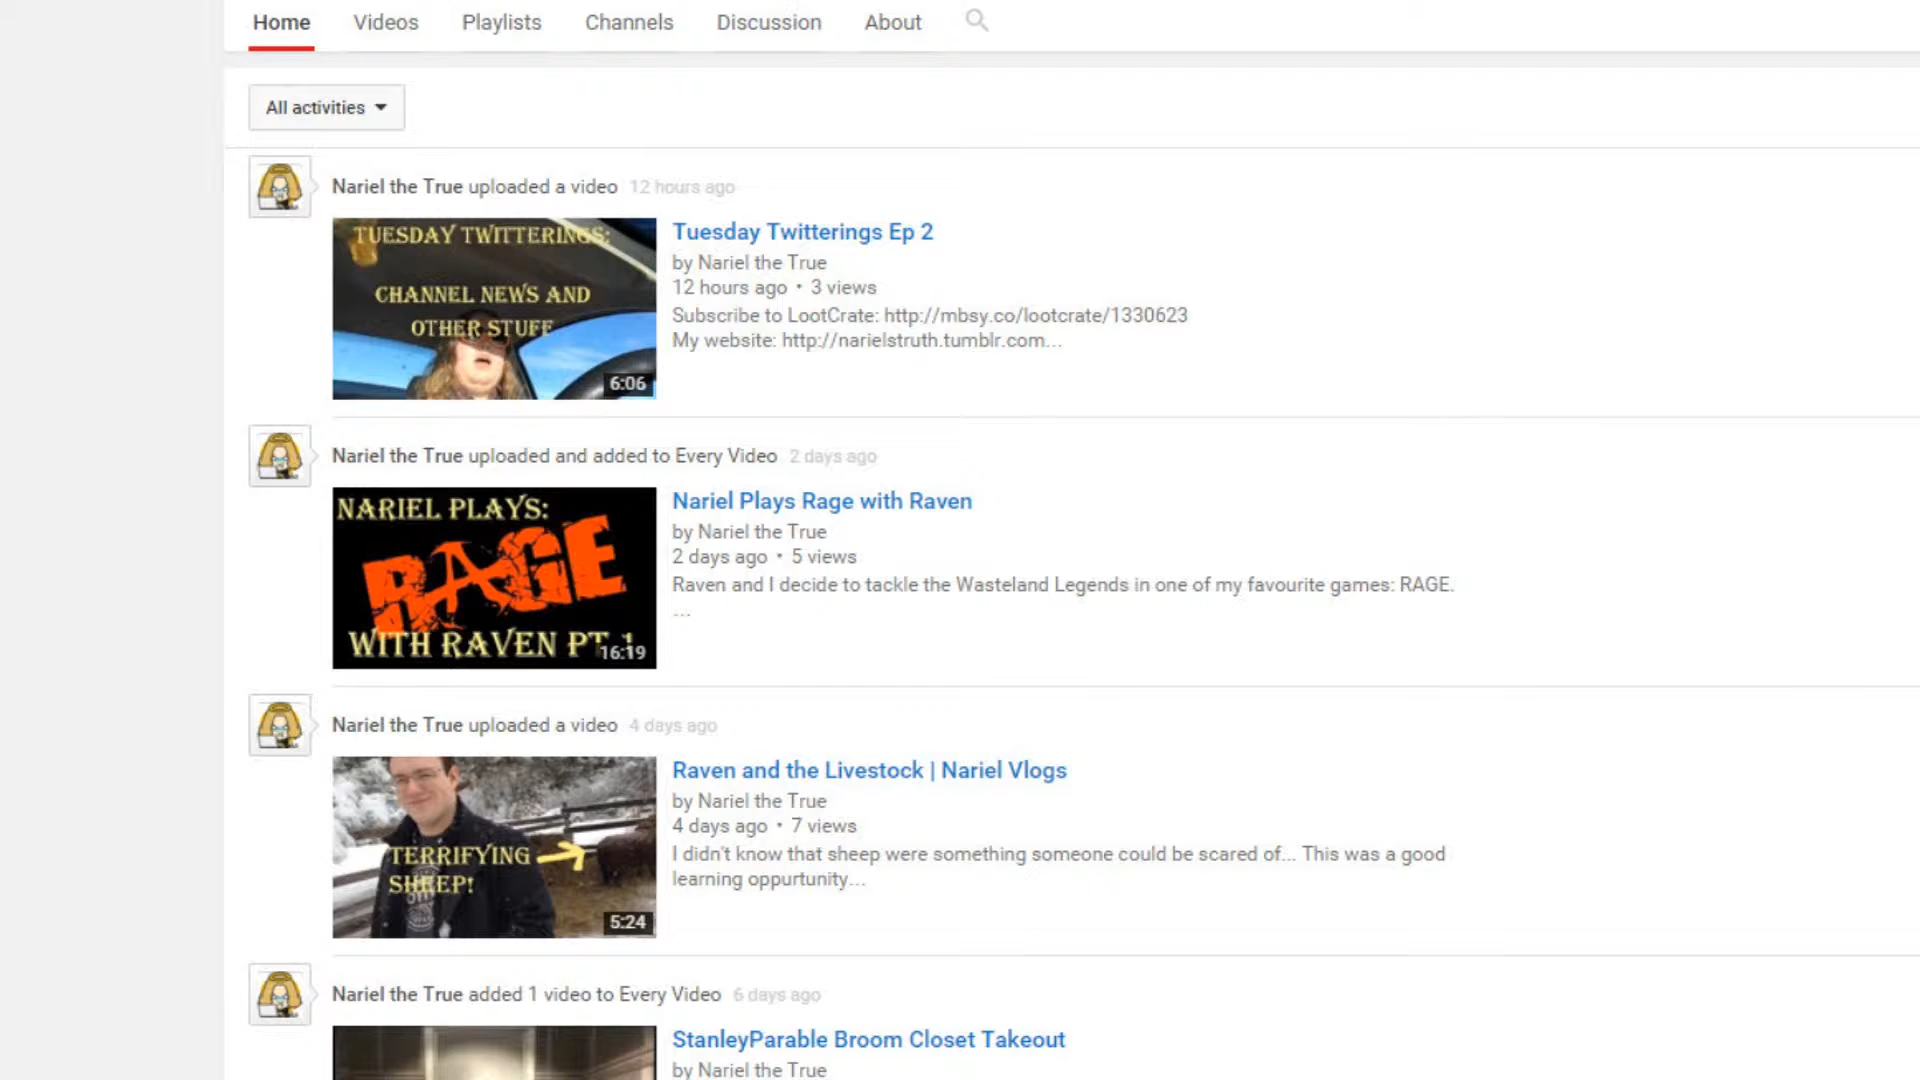 Home Videos Playlists Channels Discussion About
All activities
Nariel the True uploaded a video 12 hours ago
TUESDAY TWITTERINGS:
CHANNEL NEWS AND
OTHER STUFF
6:06
Tuesday Twitterings Ep 2
by Nariel the True
12 hours ago • 3 views
Subscribe to LootCrate: http://mbsy.co/lootcrate/1330623
My website: http://narielstruth.tumblr.com...
Nariel the True uploaded and added to Every Video 2 days ago
NARIEL PLAYS:
RAGE
WITH RAVEN PT 1
16:19
Nariel Plays Rage with Raven
by Nariel the True
2 days ago • 5 views
Raven and I decide to tackle the Wasteland Legends in one of my favourite games: RAGE.
...
Nariel the True uploaded a video 4 days ago
TERRIFYING
SHEEP!
5:24
Raven and the Livestock | Nariel Vlogs
by Nariel the True
4 days ago • 7 views
I didn't know that sheep were something someone could be scared of... This was a good
learning oppurtunity...
Nariel the True added 1 video to Every Video 6 days ago
StanleyParable Broom Closet Takeout
by Nariel the True